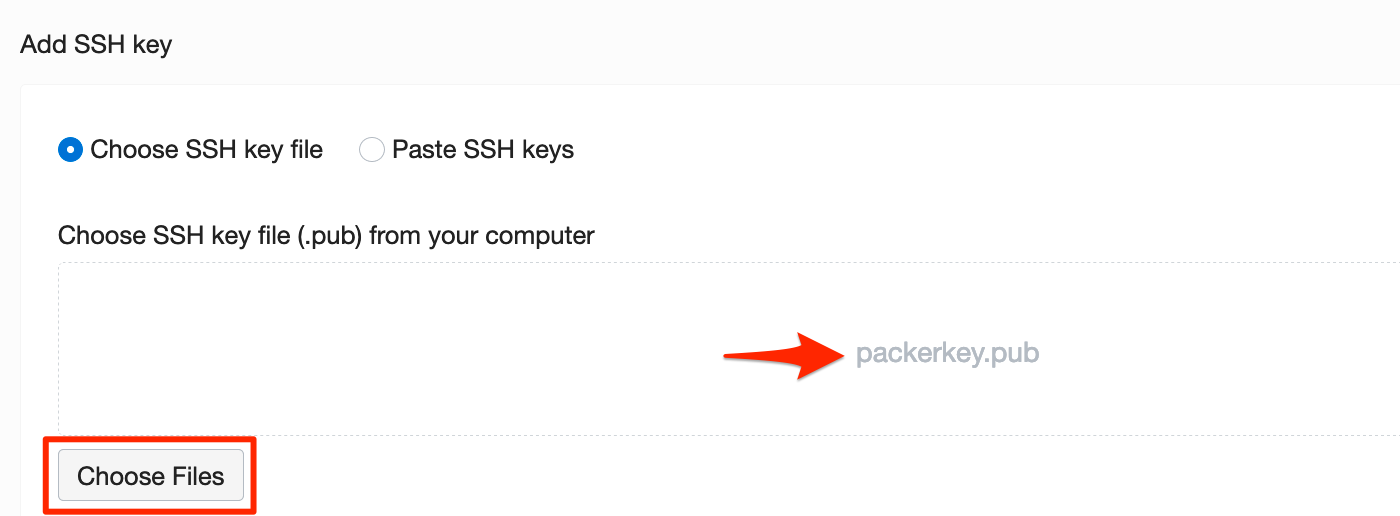 Add SSH key
Choose SSH key file Paste SSH keys
Choose SSH key file (.pub) from your computer
packerkey.pub
Choose Files